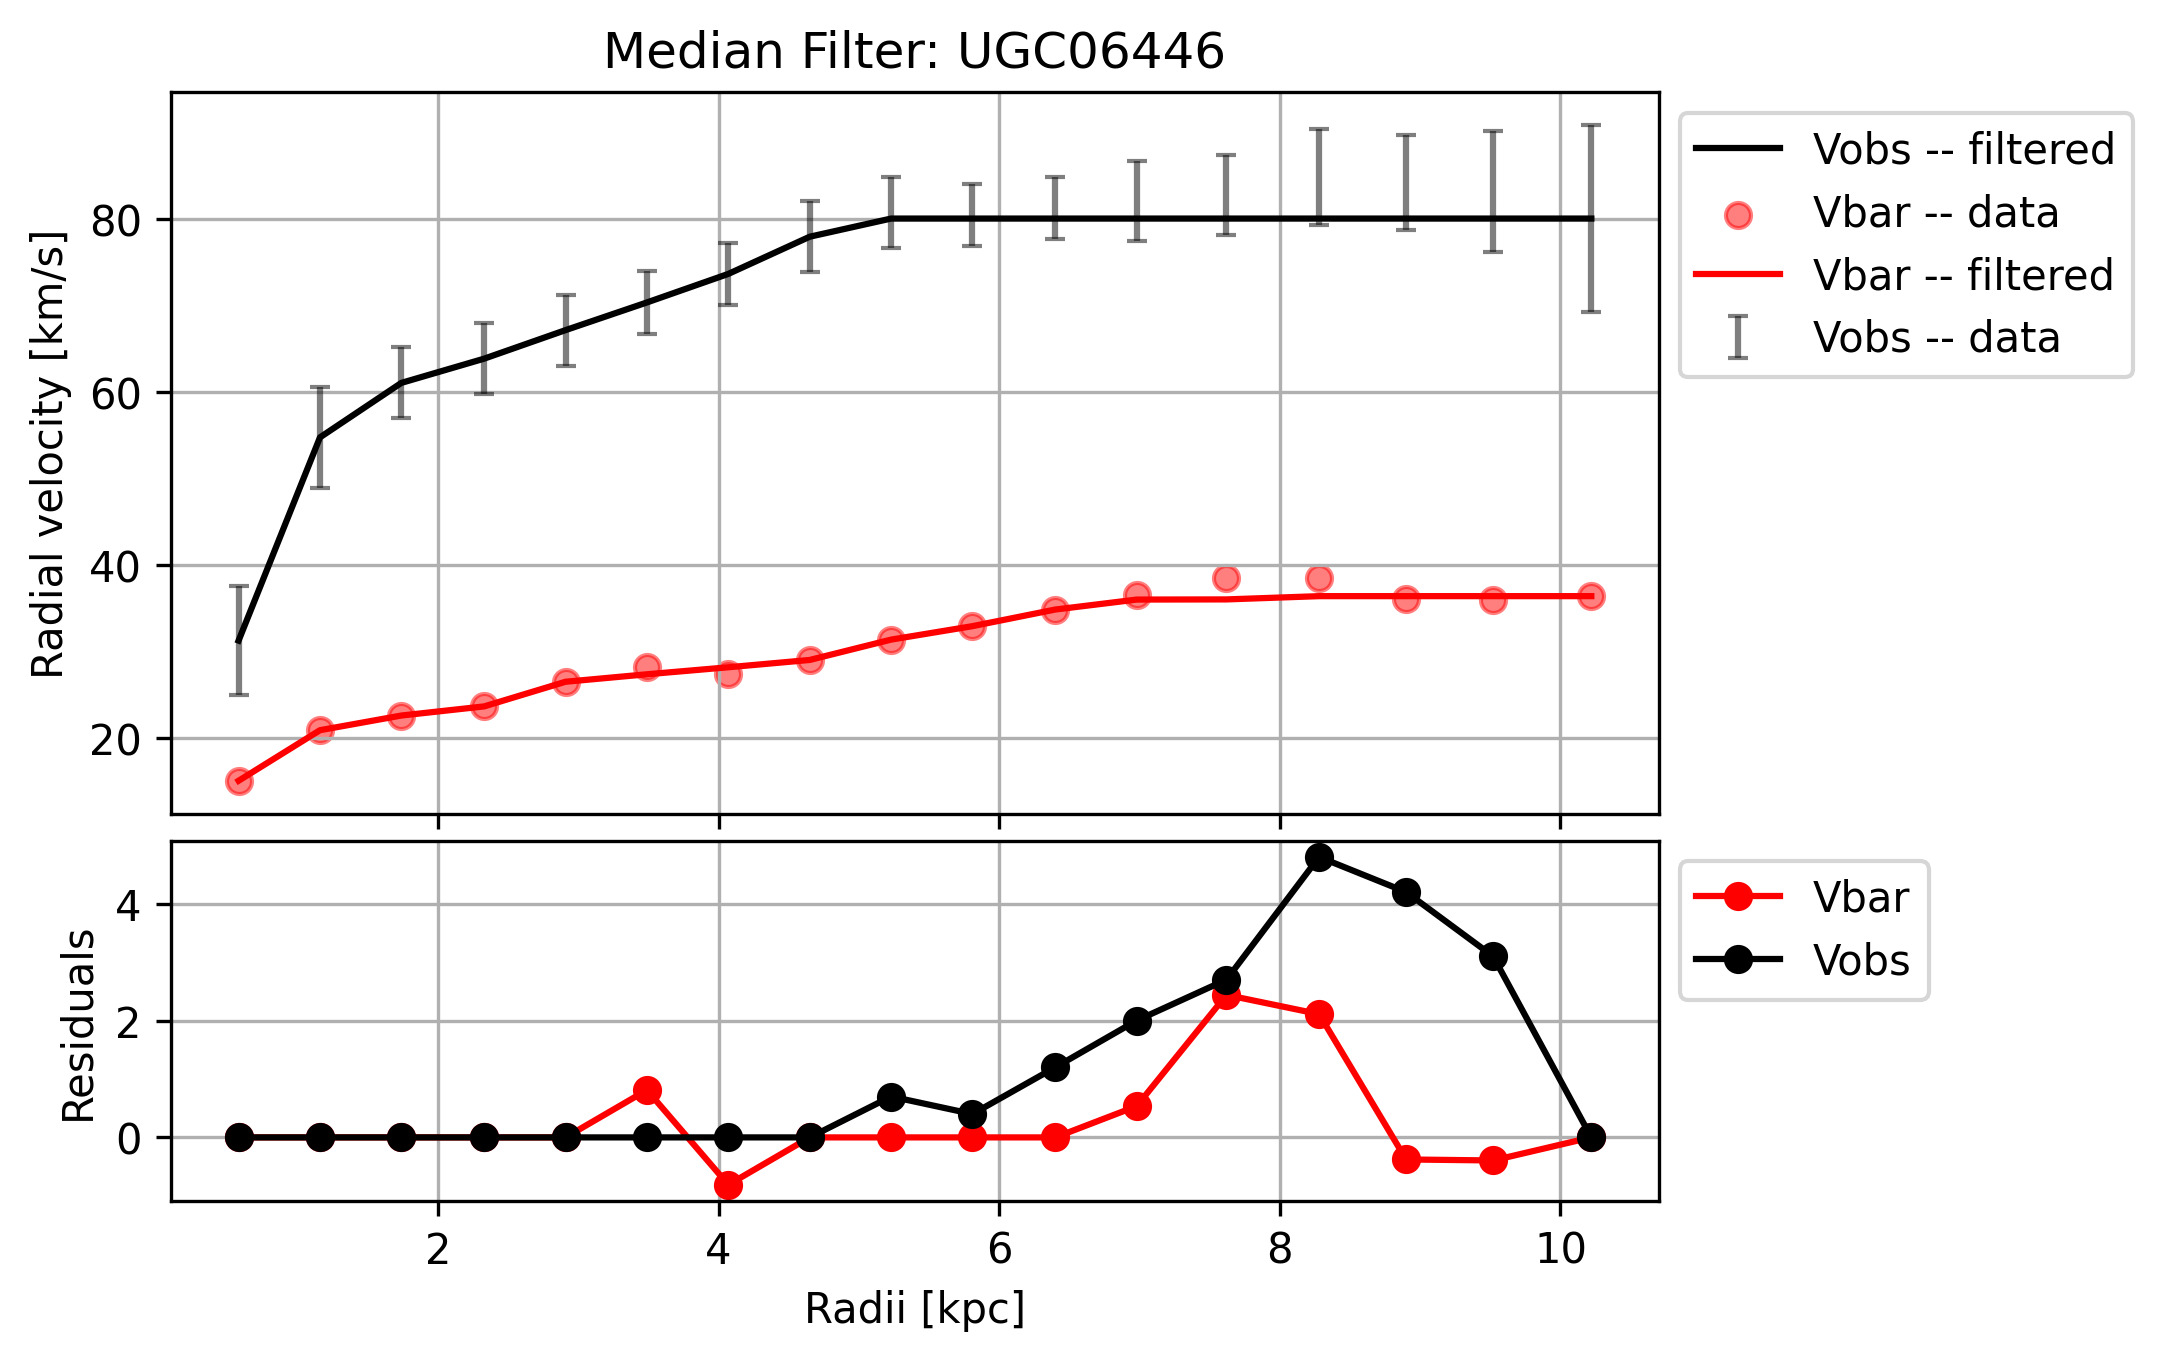 Median Filter: UGC06446
Radial velocity [km/s]
80
60
40
20
Vobs -- filtered
Vbar -- data
Vbar -- filtered
Vobs -- data
Residuals
4
2
0
Vbar
Vobs
2 4 6 8 10
Radii [kpc]